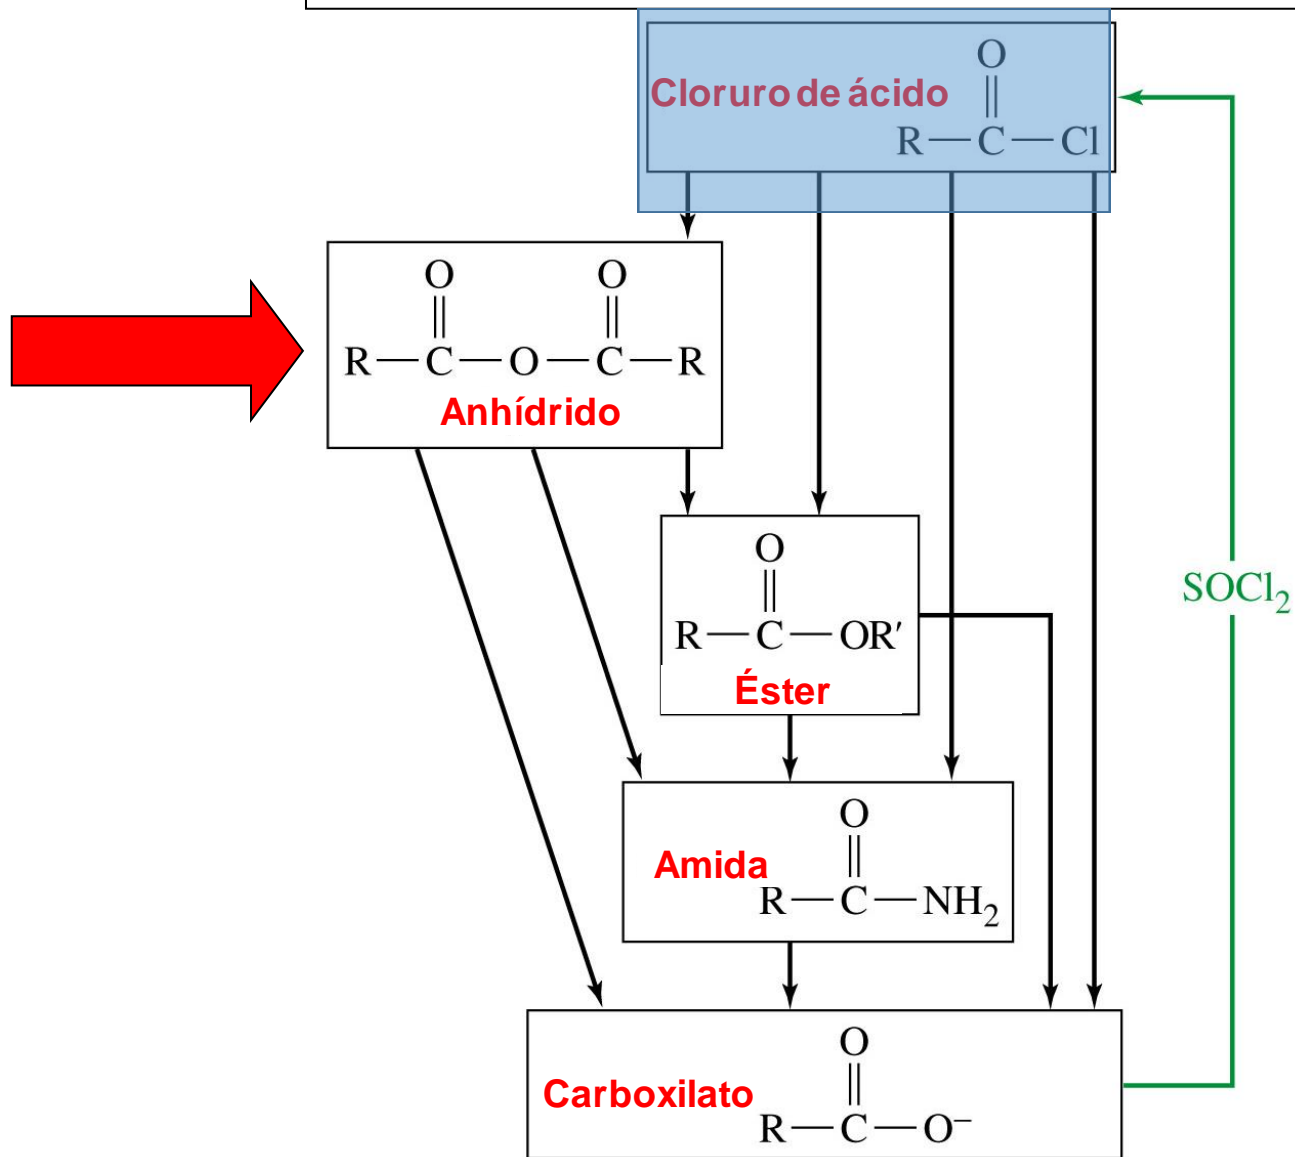 Cloruro de ácido
O
R—C—Cl
O O
R—C—O—C—R
Anhídrido
O
R—C—OR′
Éster
SOCl₂
O
Amida
R—C—NH₂
O
Carboxilato
R—C—O⁻